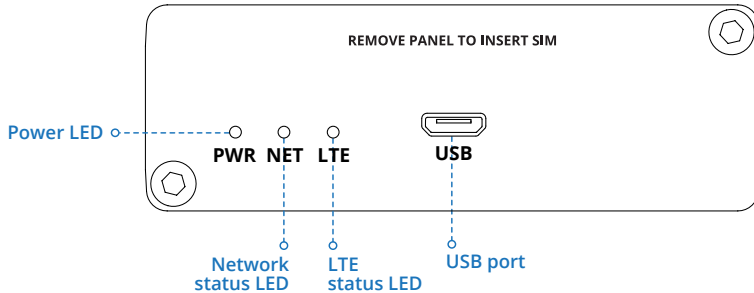 REMOVE PANEL TO INSERT SIM
Power LED
PWR NET LTE
USB
Network
status LED
LTE
status LED
USB port